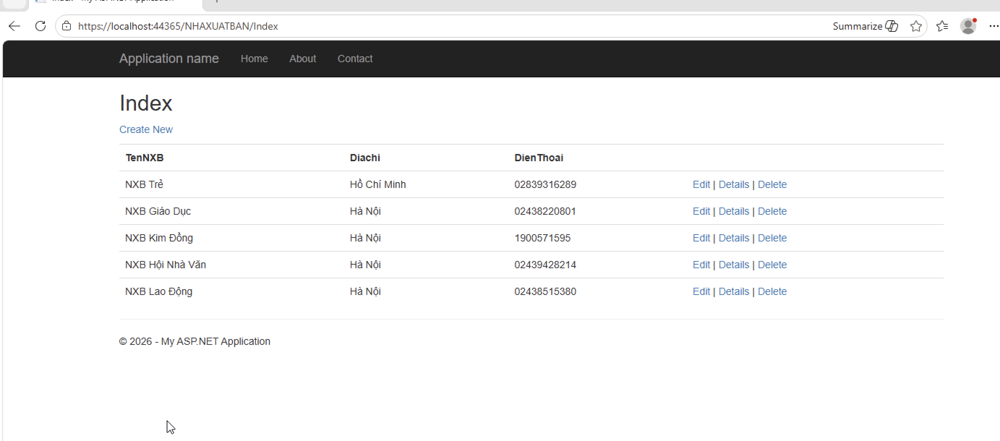 https://localhost:44365/NHAXUATBAN/Index Summarize
Application name Home About Contact
Index
Create New
TenNXB Diachi DienThoai
NXB Trẻ Hồ Chí Minh 02839316289 Edit | Details | Delete
NXB Giáo Dục Hà Nội 02438220801 Edit | Details | Delete
NXB Kim Đồng Hà Nội 1900571595 Edit | Details | Delete
NXB Hội Nhà Văn Hà Nội 02439428214 Edit | Details | Delete
NXB Lao Động Hà Nội 02438515380 Edit | Details | Delete
© 2026 - My ASP.NET Application